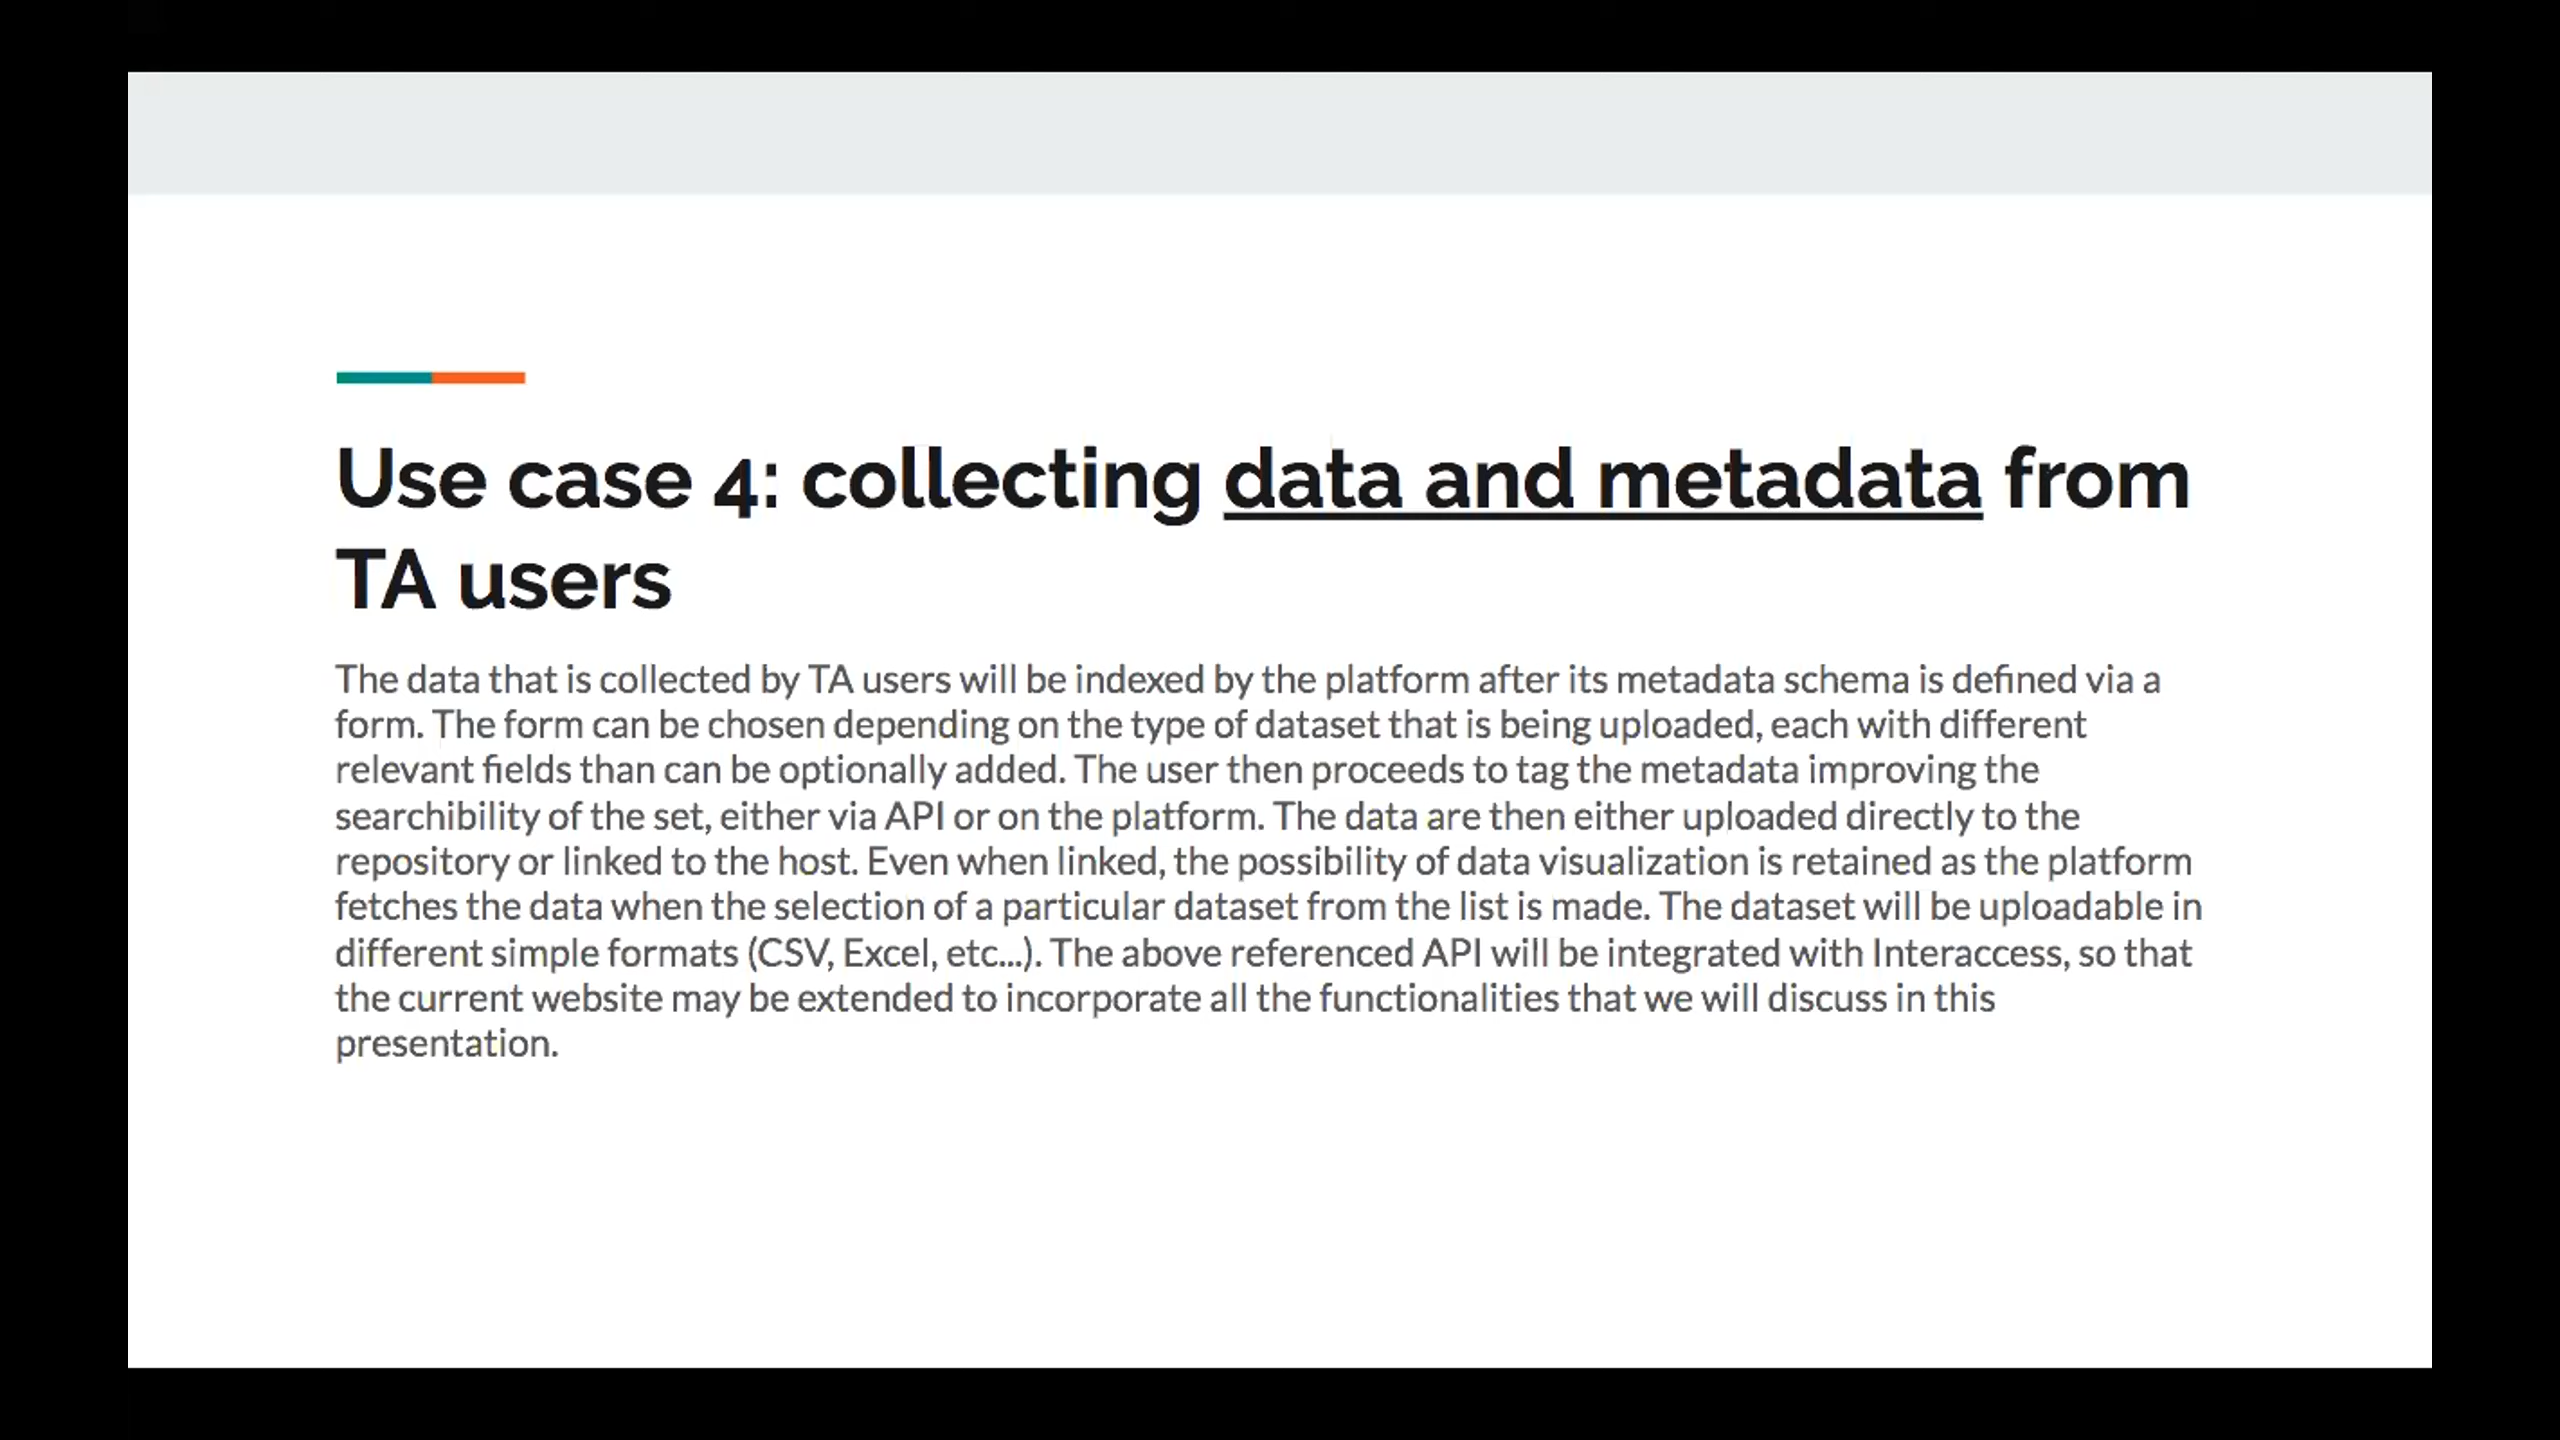 Use case 4: collecting data and metadata from
TA users
The data that is collected by TA users will be indexed by the platform after its metadata schema is defined via a
form. The form can be chosen depending on the type of dataset that is being uploaded, each with different
relevant fields than can be optionally added. The user then proceeds to tag the metadata improving the
searchibility of the set, either via API or on the platform. The data are then either uploaded directly to the
repository or linked to the host. Even when linked, the possibility of data visualization is retained as the platform
fetches the data when the selection of a particular dataset from the list is made. The dataset will be uploadable in
different simple formats (CSV, Excel, etc...). The above referenced API will be integrated with Interaccess, so that
the current website may be extended to incorporate all the functionalities that we will discuss in this
presentation.